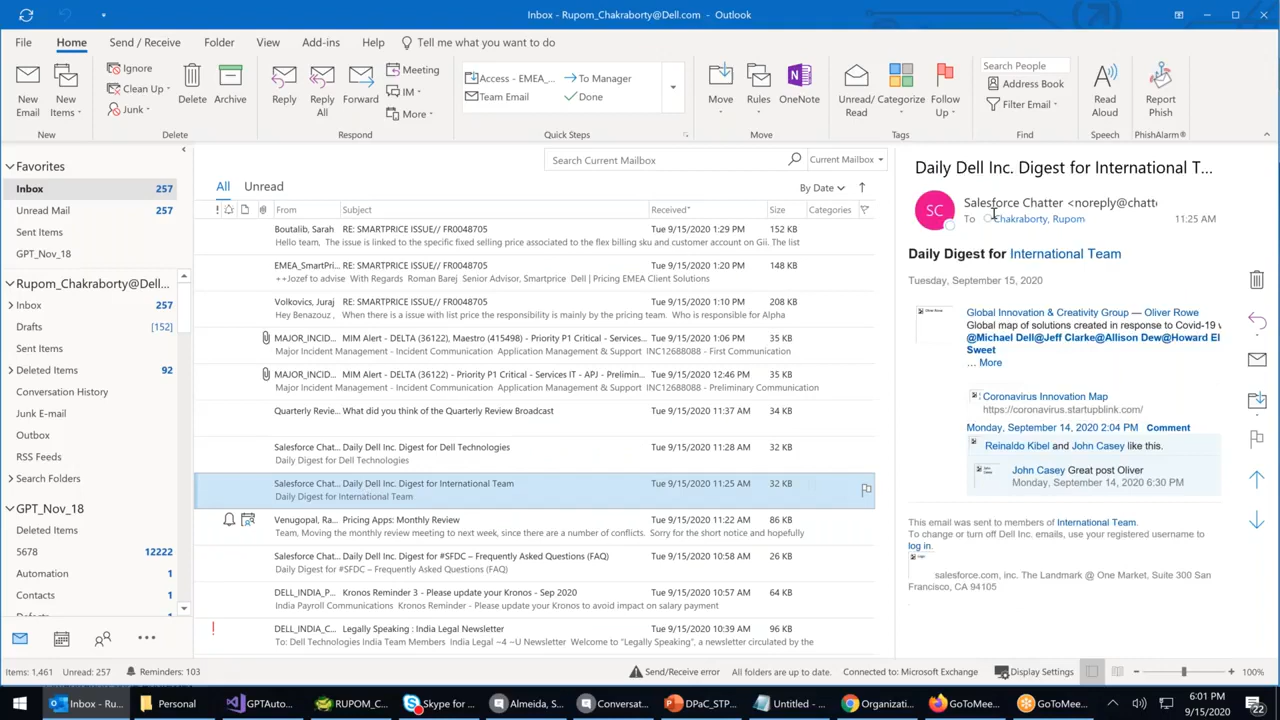 Inbox - Rupom_Chakraborty@Dell.com - Outlook
File Home Send / Receive Folder View Add-ins Help Tell me what you want to do
New Email
New Items
Ignore
Clean Up
Junk
Delete
Archive
Reply
Reply All
Forward
Meeting
IM
More
Access - EMEA_...
To Manager
Team Email
Done
Move
Rules
OneNote
Unread/ Read
Categorize
Follow Up
Search People
Address Book
Filter Email
Read Aloud
Report Phish
New Delete Respond Quick Steps Move Tags Find Speech PhishAlarm®
Favorites
Inbox 257
Unread Mail 257
Sent Items
GPT_Nov_18
Rupom_Chakraborty@Dell...
Inbox 257
Drafts [152]
Sent Items
Deleted Items 92
Conversation History
Junk E-mail
Outbox
RSS Feeds
Search Folders
GPT_Nov_18
Deleted Items
5678 12222
Automation 1
Contacts 1
Search Current Mailbox Current Mailbox
All Unread By Date
From Subject Received Size Categories
Boutalib, Sarah RE: SMARTPRICE ISSUE// FR0048705 Tue 9/15/2020 1:29 PM 152 KB
Hello team, The issue is linked to the specific fixed selling price associated to the flex billing sku and customer account on Gii. The list
EMEA_SmartPri... RE: SMARTPRICE ISSUE// FR0048705 Tue 9/15/2020 1:20 PM 148 KB
++Jozef to advise With Regards Roman Barej Senior Advisor, Smartprice Dell | Pricing EMEA Client Solutions
Volkovics, Juraj RE: SMARTPRICE ISSUE// FR0048705 Tue 9/15/2020 1:10 PM 208 KB
Hey Benazouz , When there is a issue with list price the responsibility is mainly by the pricing team. Who is responsible for Alpha
MAJOR_INCID... MIM Alert - DELTA (36122), Maestro (415498) - Priority P1 Critical - Services... Tue 9/15/2020 1:06 PM 35 KB
Major Incident Management - Incident Communication Application Management & Support INC12688088 - First Communication
MAJOR_INCID... MIM Alert - DELTA (36122) - Priority P1 Critical - Services IT - APJ - Prelimin... Tue 9/15/2020 12:46 PM 35 KB
Major Incident Management - Incident Communication Application Management & Support INC12688088 - Preliminary Communication
Quarterly Revie... What did you think of the Quarterly Review Broadcast Tue 9/15/2020 11:37 AM 34 KB
Salesforce Chat... Daily Dell Inc. Digest for Dell Technologies Tue 9/15/2020 11:28 AM 32 KB
Daily Digest for Dell Technologies
Salesforce Chat... Daily Dell Inc. Digest for International Team Tue 9/15/2020 11:25 AM 32 KB
Daily Digest for International Team
Venugopal, Ra... Pricing Apps: Monthly Review Tue 9/15/2020 11:22 AM 86 KB
Team, Moving the monthly review meeting to next week, since there are a number of conflicts. Sorry for the short notice and hopefully
Salesforce Chat... Daily Dell Inc. Digest for #SFDC – Frequently Asked Questions (FAQ) Tue 9/15/2020 10:58 AM 26 KB
Daily Digest for #SFDC – Frequently Asked Questions (FAQ)
DELL_INDIA_P... Kronos Reminder 3 - Please update your Kronos - Sep 2020 Tue 9/15/2020 10:57 AM 64 KB
India Payroll Communications Kronos Reminder - Please update your Kronos to avoid impact on salary payment
DELL_INDIA_C... Legally Speaking : India Legal Newsletter Tue 9/15/2020 10:39 AM 96 KB
To: Dell Technologies India Team Members India Legal ~4 ~U Newsletter Welcome to "Legally Speaking", a newsletter circulated by the
Daily Dell Inc. Digest for International T...
SC
Salesforce Chatter <noreply@chatte
To Chakraborty, Rupom 11:25 AM
Daily Digest for International Team
Tuesday, September 15, 2020
Global Innovation & Creativity Group — Oliver Rowe
Global map of solutions created in response to Covid-19 v
@Michael Dell@Jeff Clarke@Allison Dew@Howard El
Sweet
... More
Coronavirus Innovation Map
https://coronavirus.startupblink.com/
Monday, September 14, 2020 2:04 PM Comment
Reinaldo Kibel and John Casey like this.
John Casey Great post Oliver
Monday, September 14, 2020 6:30 PM
This email was sent to members of International Team.
To change or turn off Dell Inc. emails, use your registered username to
log in.
salesforce.com, inc. The Landmark @ One Market, Suite 300 San
Francisco, CA 94105
Items: 1,461 Unread: 257 Reminders: 103 Send/Receive error All folders are up to date. Connected to: Microsoft Exchange Display Settings 100%
Inbox - Ru... Personal GPTAuto... RUPOM_C... Skype for ... Almeida, S... Conversat... DPaC_STP... Untitled - ... Organizati... GoToMee... GoToMee... 6:01 PM
9/15/2020 22